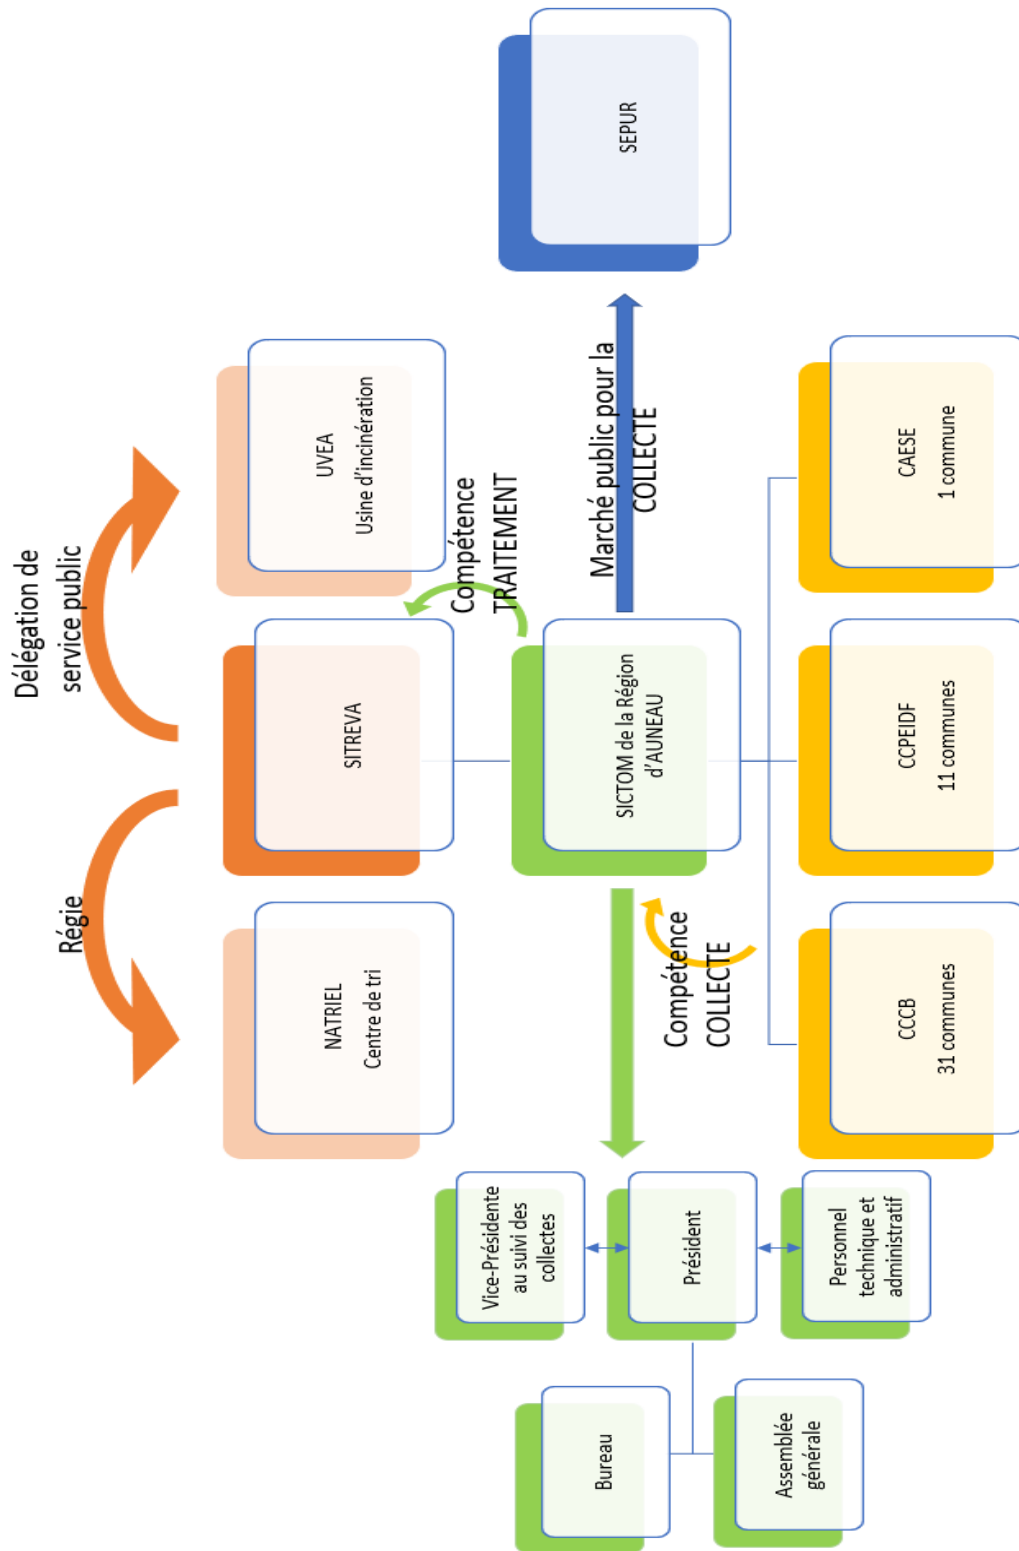 Délégation de
service public
Régie
NATRIEL
Centre de tri
SITREVA
UVEA
Usine d'incinération
Compétence
TRAITEMENT
Vice-Présidente
au suivi des
collectes
Bureau
Président
Assemblée
générale
Personnel
technique et
administratif
SICTOM de la Région
d'AUNEAU
Marché public pour la
COLLECTE
SEPUR
Compétence
COLLECTE
CCCB
31 communes
CCPEIDF
11 communes
CAESE
1 commune